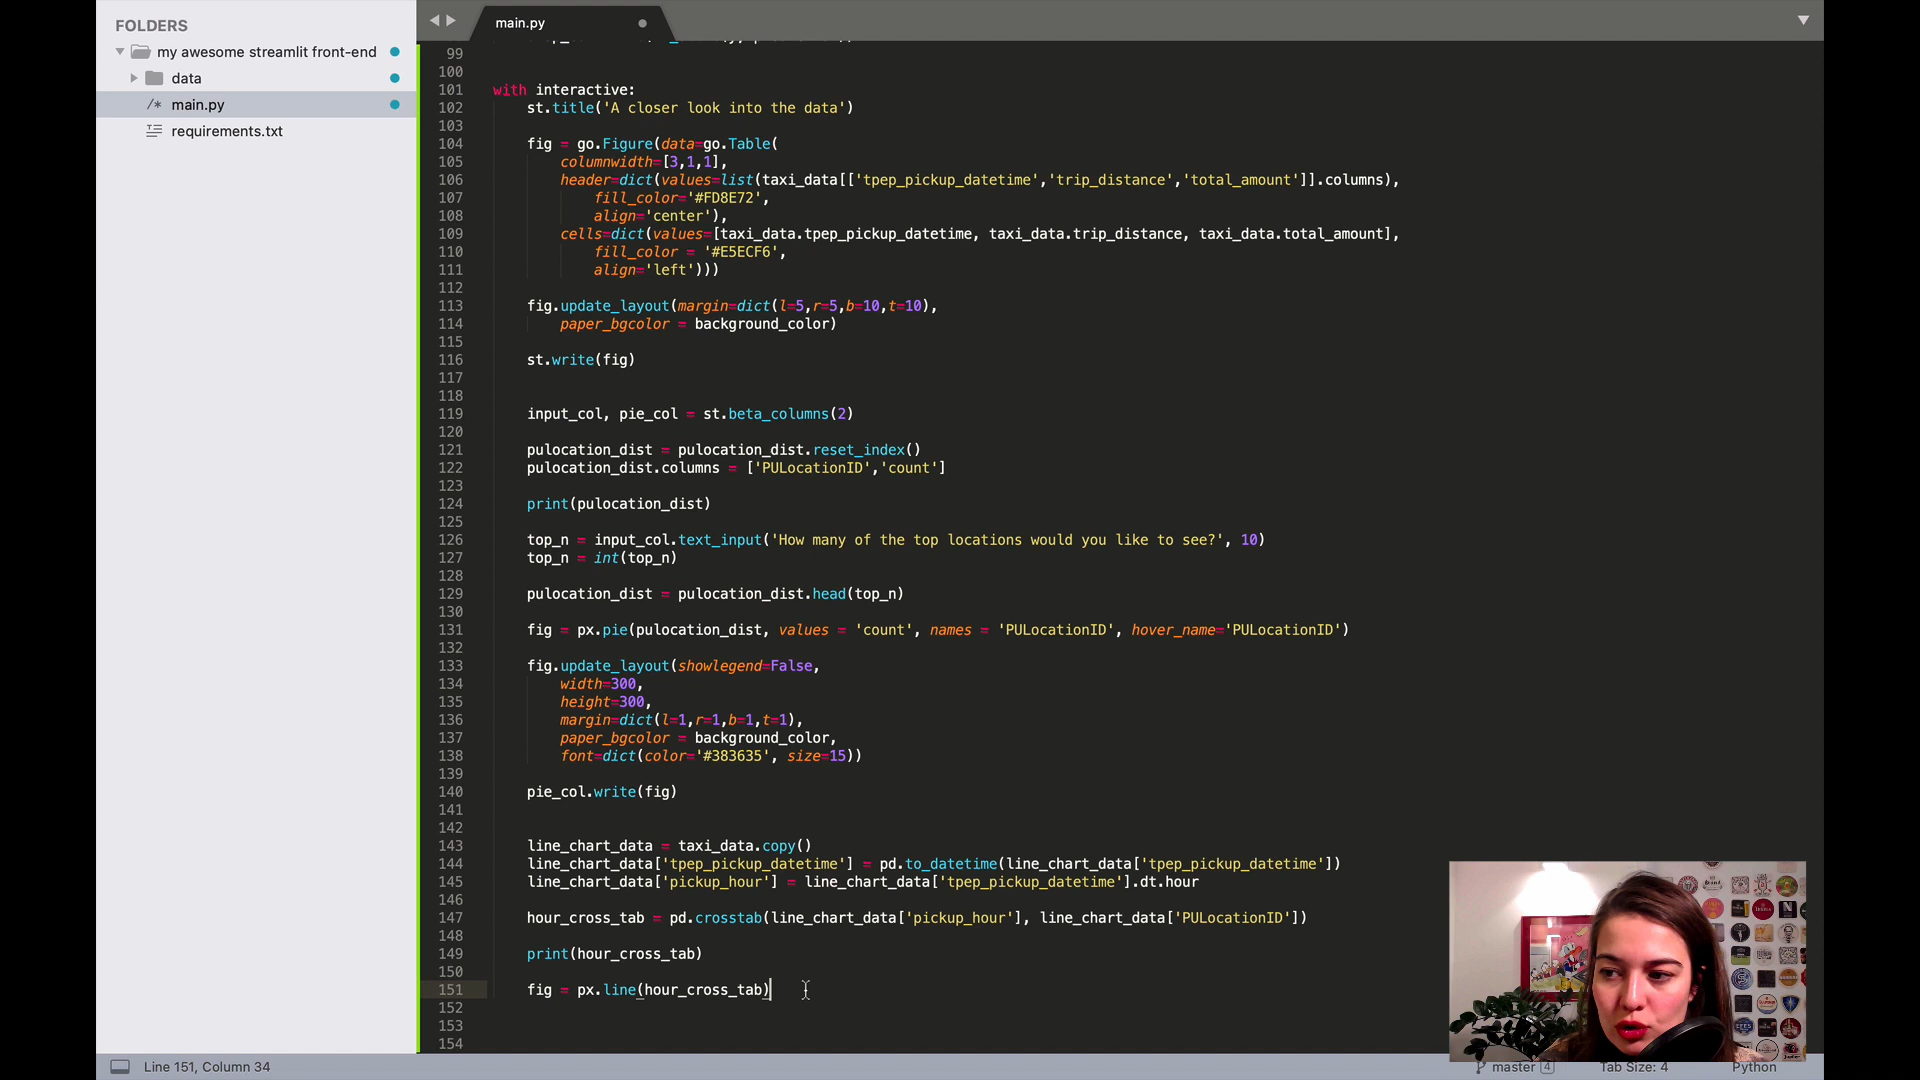 FOLDERS
my awesome streamlit front-end
data
/* main.py
requirements.txt
main.py
99
100
101 with interactive:
102 st.title('A closer look into the data')
103
104 fig = go.Figure(data=go.Table(
105 columnwidth=[3,1,1],
106 header=dict(values=list(taxi_data[['tpep_pickup_datetime','trip_distance','total_amount']].columns),
107 fill_color='#FD8E72',
108 align='center'),
109 cells=dict(values=[taxi_data.tpep_pickup_datetime, taxi_data.trip_distance, taxi_data.total_amount],
110 fill_color = '#E5ECF6',
111 align='left')))
112
113 fig.update_layout(margin=dict(l=5,r=5,b=10,t=10),
114 paper_bgcolor = background_color)
115
116 st.write(fig)
117
118
119 input_col, pie_col = st.beta_columns(2)
120
121 pulocation_dist = pulocation_dist.reset_index()
122 pulocation_dist.columns = ['PULocationID','count']
123
124 print(pulocation_dist)
125
126 top_n = input_col.text_input('How many of the top locations would you like to see?', 10)
127 top_n = int(top_n)
128
129 pulocation_dist = pulocation_dist.head(top_n)
130
131 fig = px.pie(pulocation_dist, values = 'count', names = 'PULocationID', hover_name='PULocationID')
132
133 fig.update_layout(showlegend=False,
134 width=300,
135 height=300,
136 margin=dict(l=1,r=1,b=1,t=1),
137 paper_bgcolor = background_color,
138 font=dict(color='#383635', size=15))
139
140 pie_col.write(fig)
141
142
143 line_chart_data = taxi_data.copy()
144 line_chart_data['tpep_pickup_datetime'] = pd.to_datetime(line_chart_data['tpep_pickup_datetime'])
145 line_chart_data['pickup_hour'] = line_chart_data['tpep_pickup_datetime'].dt.hour
146
147 hour_cross_tab = pd.crosstab(line_chart_data['pickup_hour'], line_chart_data['PULocationID'])
148
149 print(hour_cross_tab)
150
151 fig = px.line(hour_cross_tab)
152
153
154
Line 151, Column 34
master 4
Tab Size: 4
Python